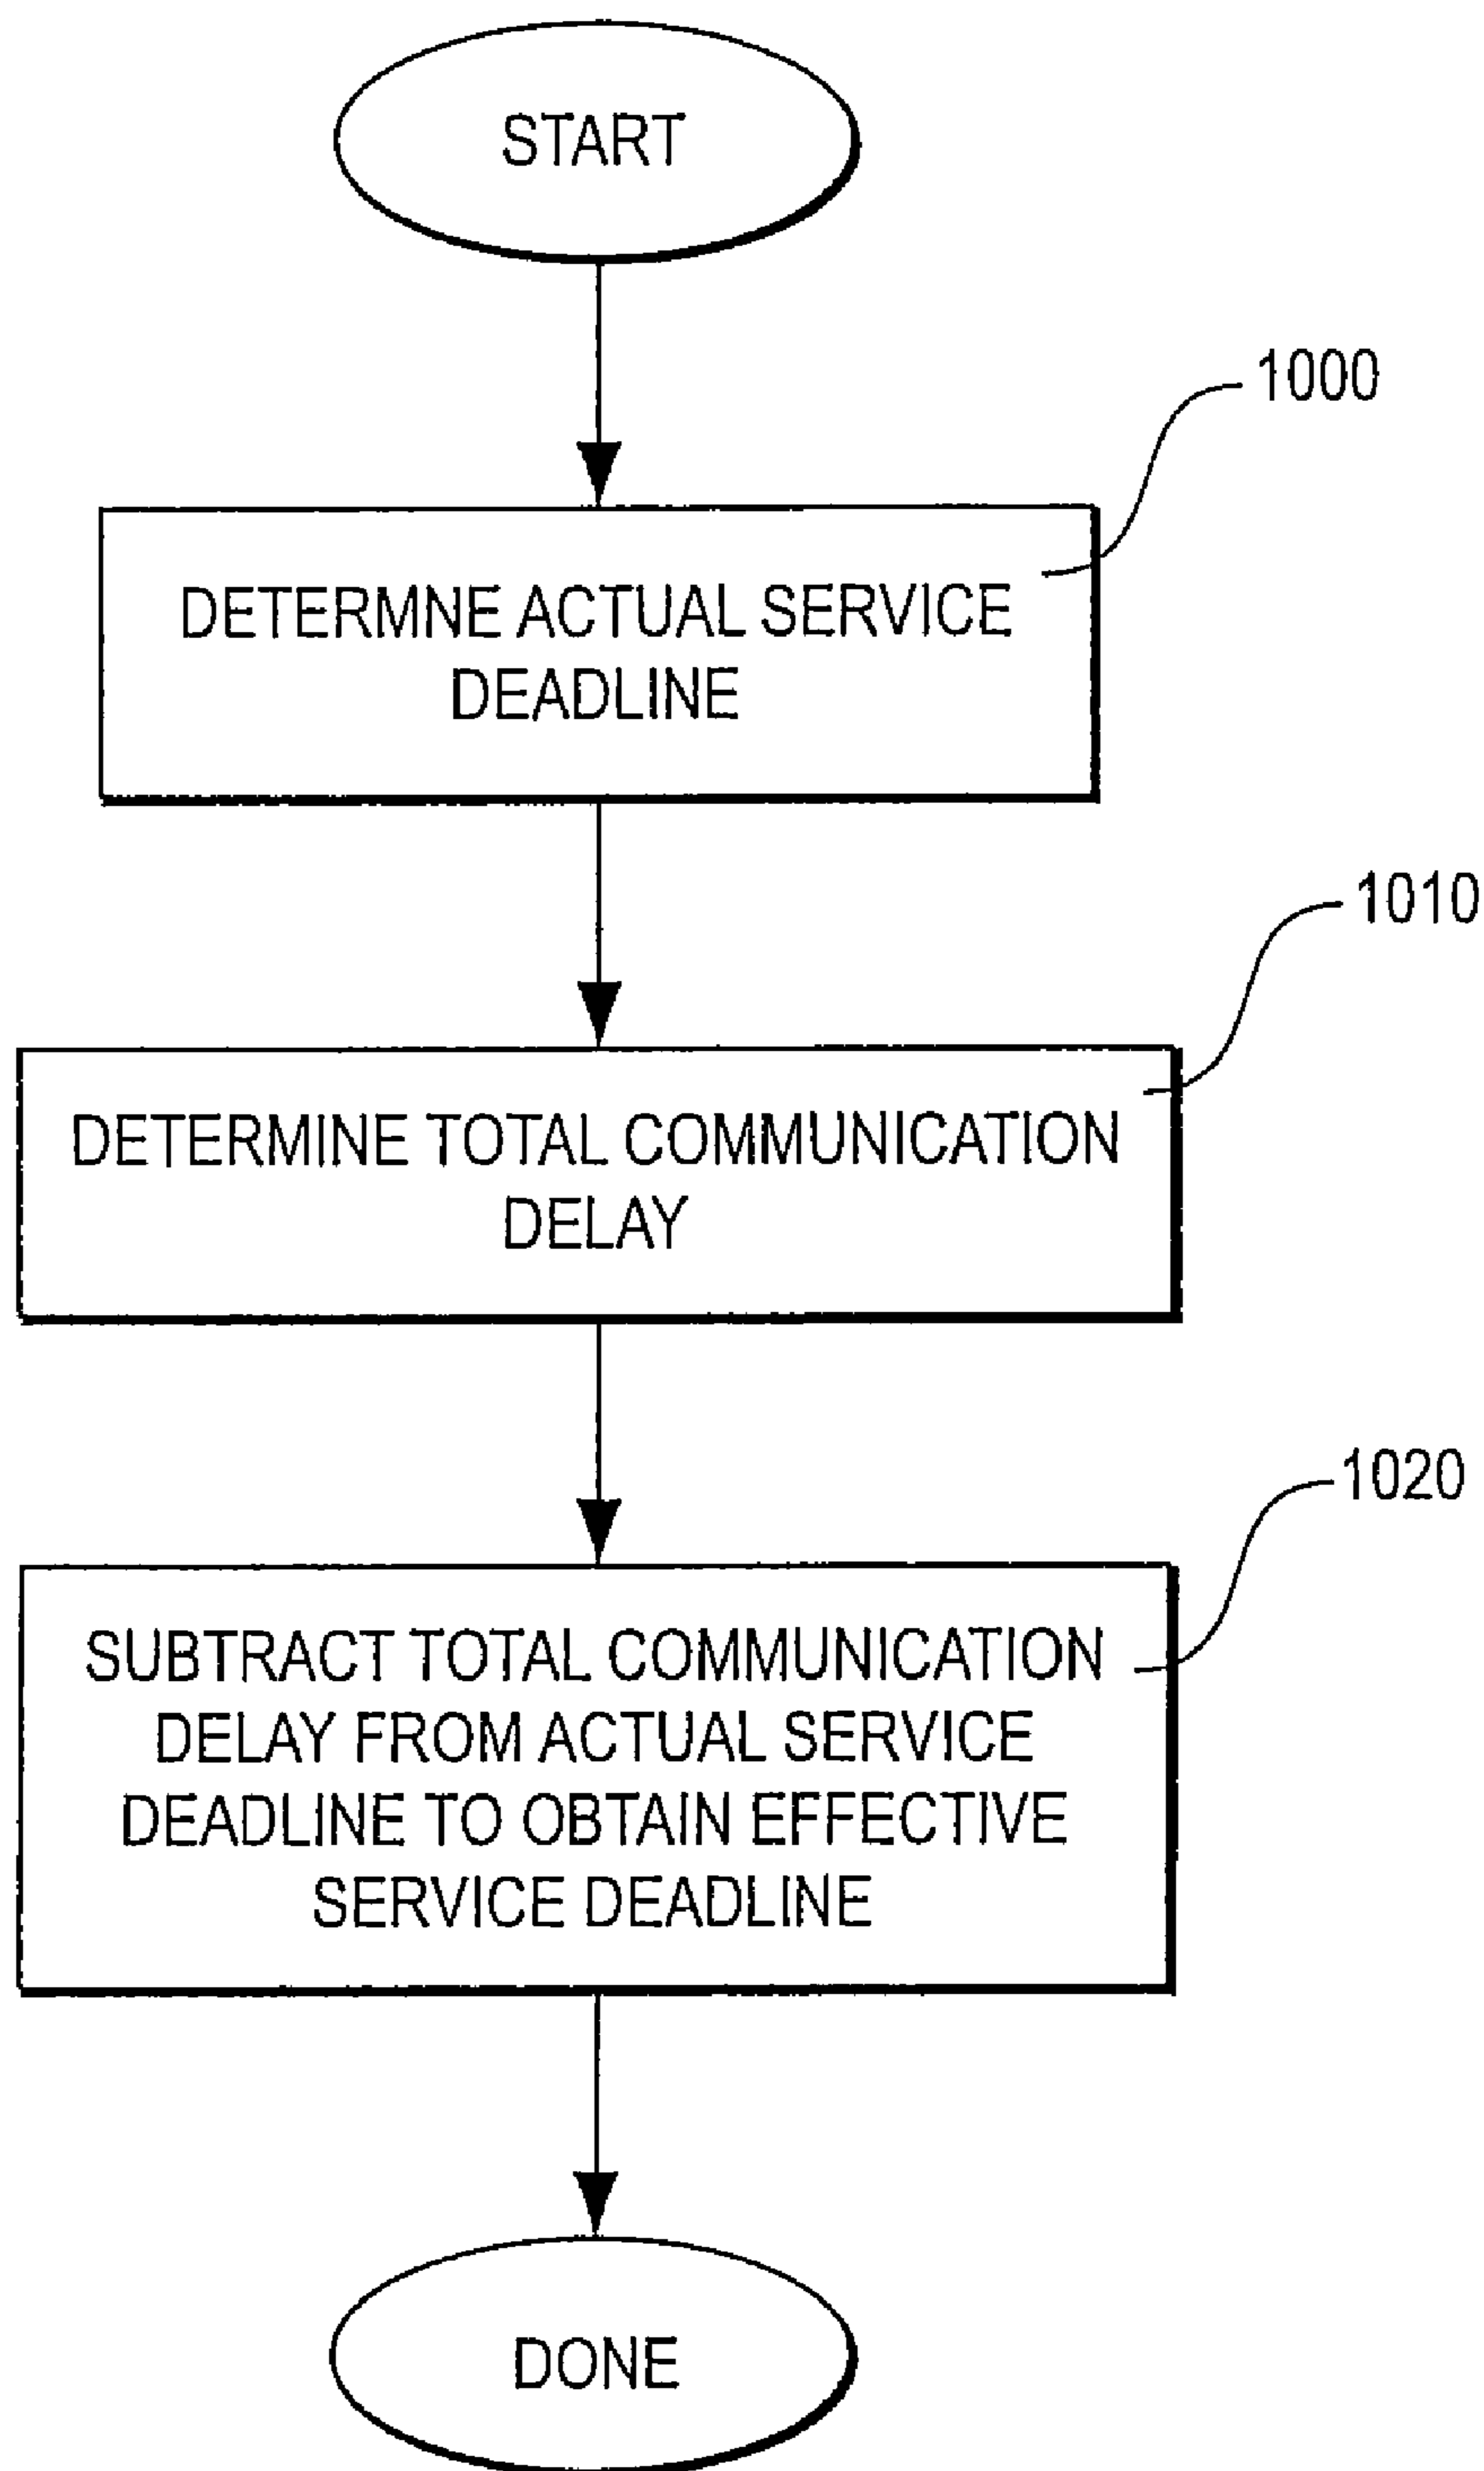 START
1000
DETERMNE ACTUAL SERVICE
DEADLINE
1010
DETERMINE TOTAL COMMUNICATION
DELAY
1020
SUBTRACT TOTAL COMMUNICATION
DELAY FROM ACTUAL SERVICE
DEADLINE TO OBTAIN EFFECTIVE
SERVICE DEADLINE
DONE